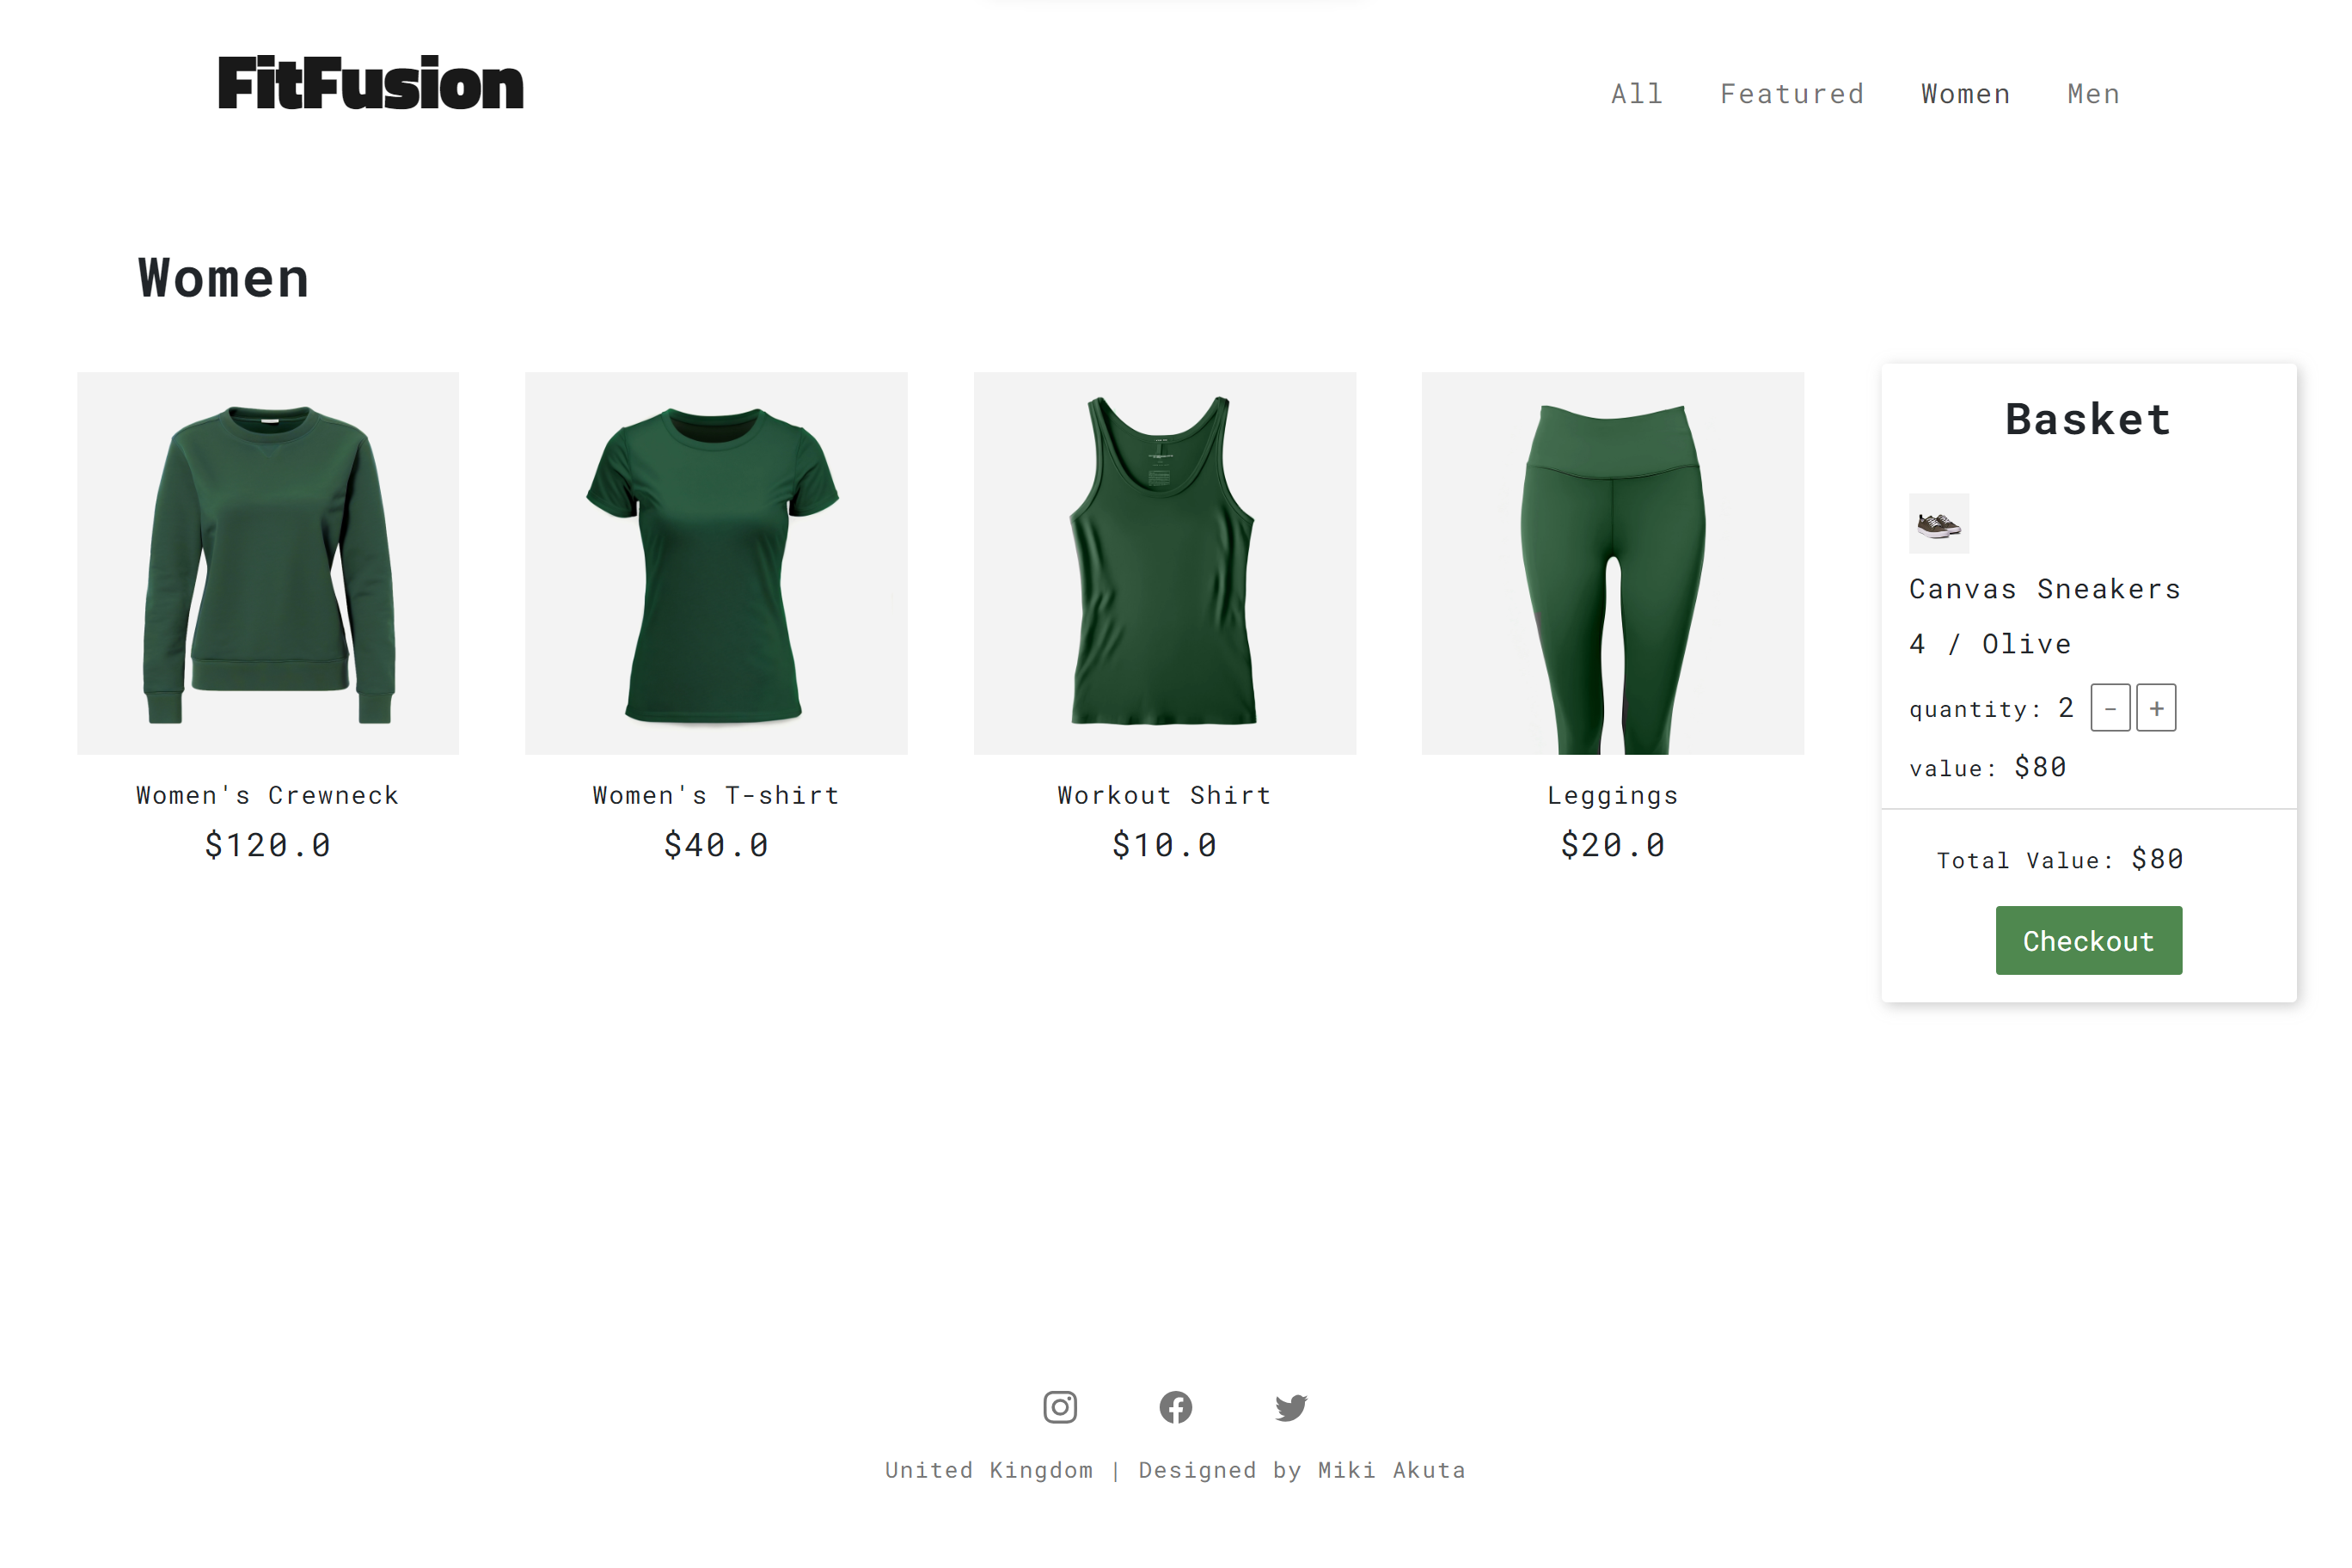 FitFusion
All Featured Women Men
Women
Women's Crewneck
$120.0
Women's T-shirt
$40.0
Workout Shirt
$10.0
Leggings
$20.0
Basket
Canvas Sneakers
4 / Olive
quantity: 2 - +
value: $80
Total Value: $80
Checkout
United Kingdom | Designed by Miki Akuta